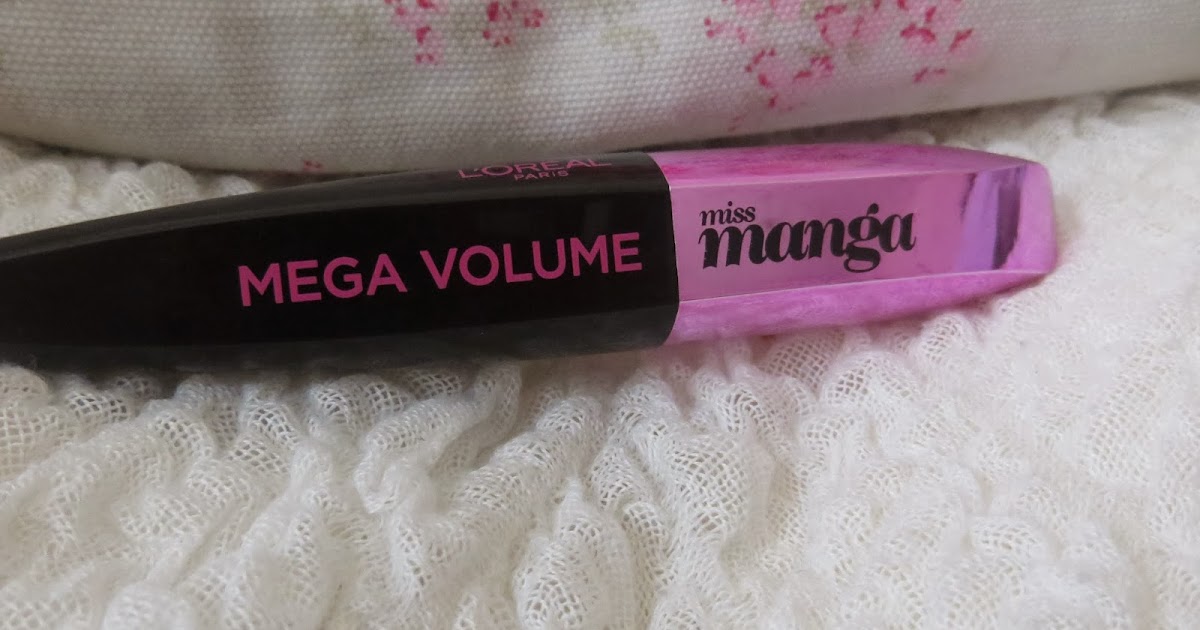 L'ORÉAL
PARIS
MEGA VOLUME
miss
manga